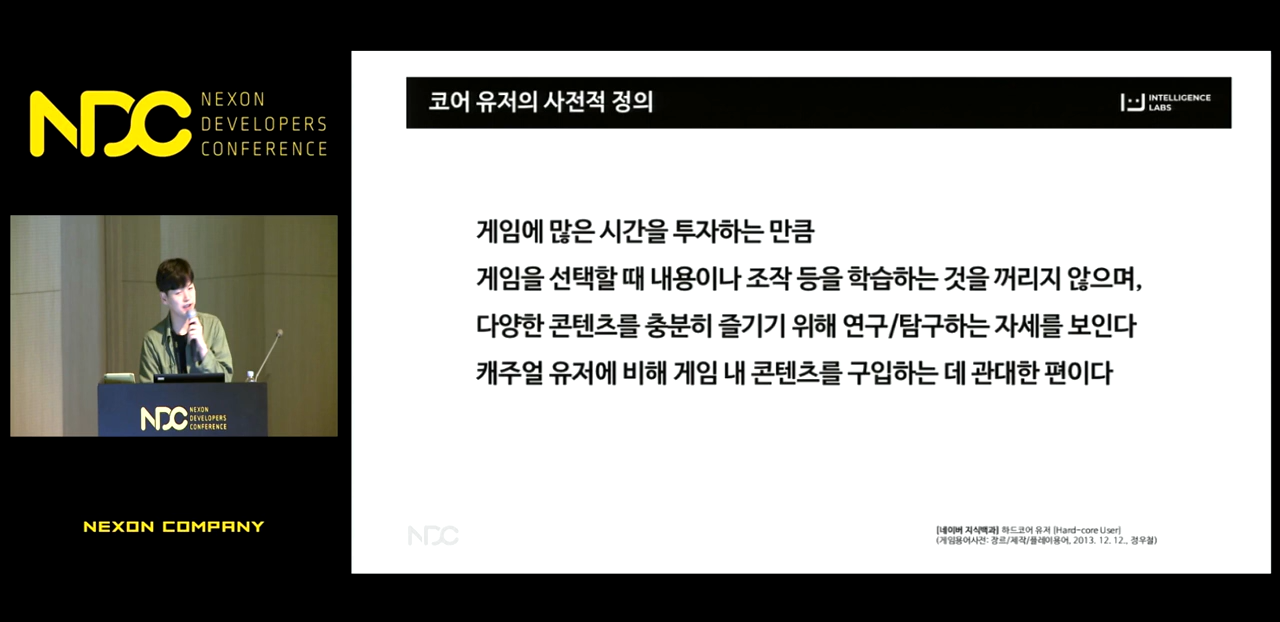 NDC
NEXON
DEVELOPERS
CONFERENCE
NDC
NEXON
DEVELOPERS
CONFERENCE
NEXON COMPANY
코어 유저의 사전적 정의
INTELLIGENCE
LABS
게임에 많은 시간을 투자하는 만큼
게임을 선택할 때 내용이나 조작 등을 학습하는 것을 꺼리지 않으며,
다양한 콘텐츠를 충분히 즐기기 위해 연구/탐구하는 자세를 보인다
캐주얼 유저에 비해 게임 내 콘텐츠를 구입하는 데 관대한 편이다
NDC
[네이버 지식백과] 하드코어 유저 [Hard-core User]
(게임용어사전: 장르/제작/플레이용어, 2013. 12. 12., 정우철)